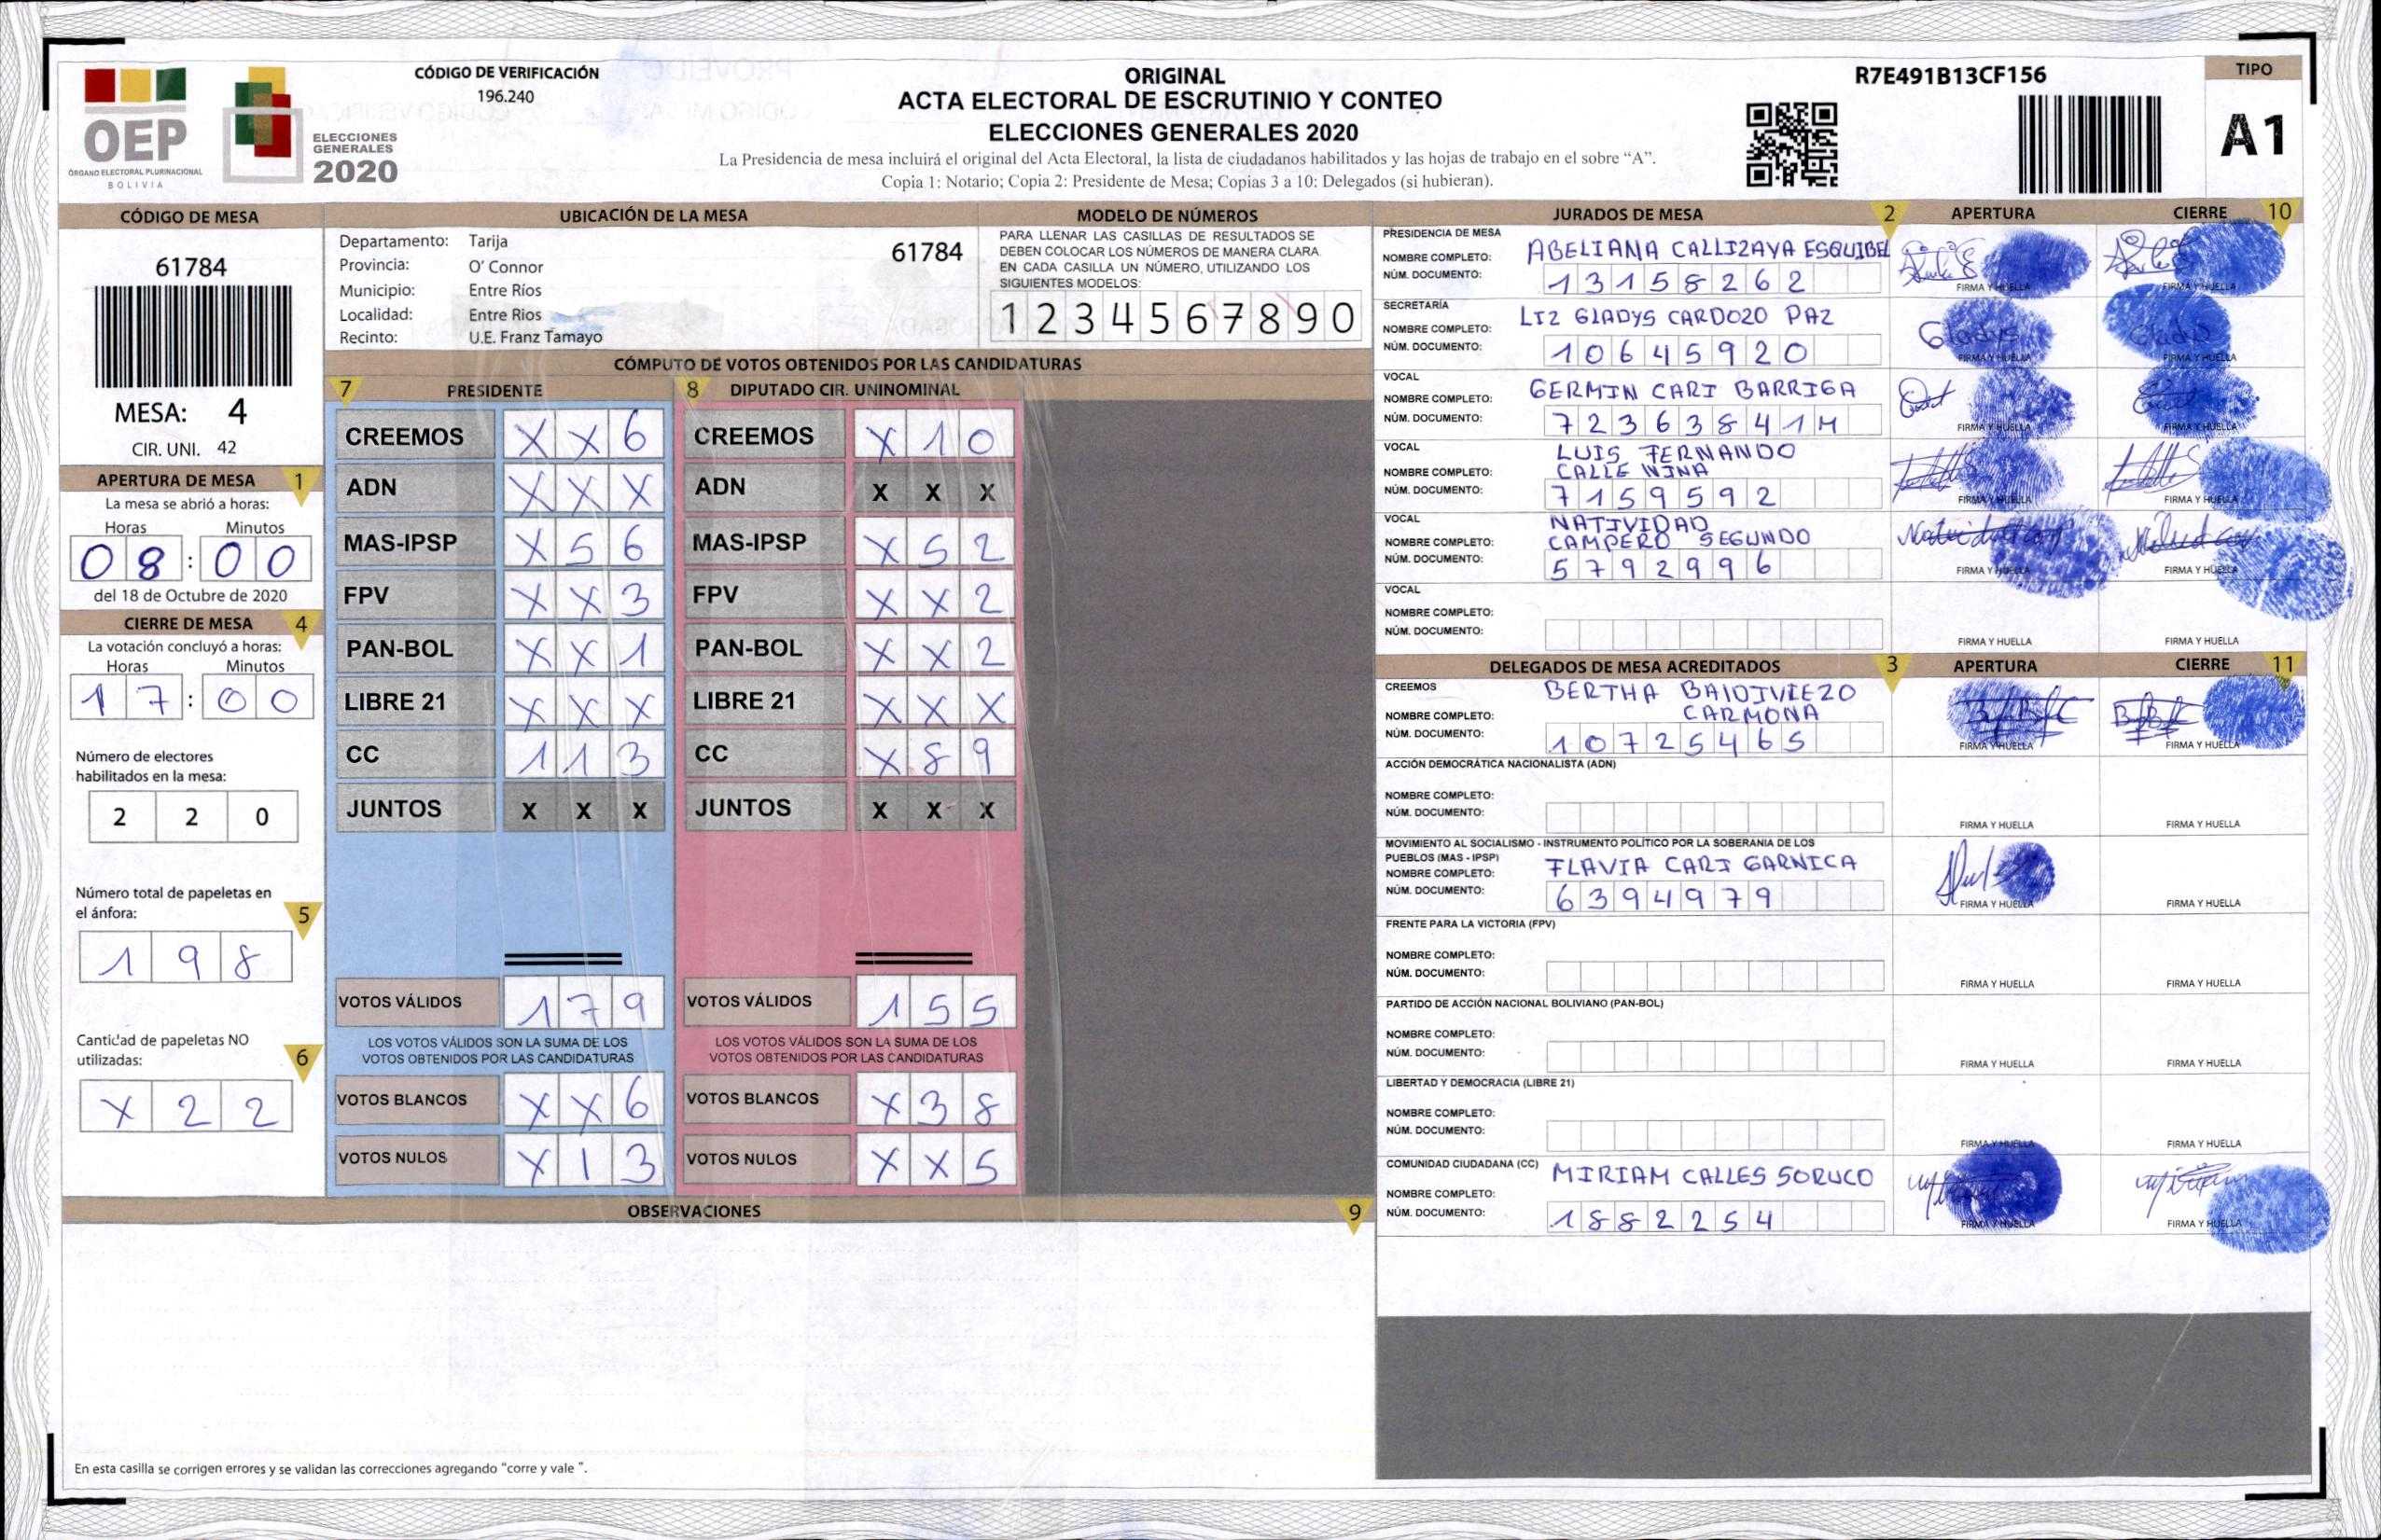 OEP
ÓRGANO ELECTORAL PLURINACIONAL
BOLIVIA
ELECCIONES
GENERALES
2020
CÓDIGO DE VERIFICACIÓN
196.240
ORIGINAL
ACTA ELECTORAL DE ESCRUTINIO Y CONTEO
ELECCIONES GENERALES 2020
La Presidencia de mesa incluirá el original del Acta Electoral, la lista de ciudadanos habilitados y las hojas de trabajo en el sobre “A”.
Copia 1: Notario; Copia 2: Presidente de Mesa; Copias 3 a 10: Delegados (si hubieran).
R7E491B13CF156
TIPO
A1
CÓDIGO DE MESA
61784
MESA: 4
CIR. UNI. 42
APERTURA DE MESA 1
La mesa se abrió a horas:
Horas Minutos
08:00
del 18 de Octubre de 2020
CIERRE DE MESA 4
La votación concluyó a horas:
Horas Minutos
17:00
Número de electores
habilitados en la mesa:
2 2 0
Número total de papeletas en
el ánfora: 5
1 9 8
Cantidad de papeletas NO
utilizadas: 6
X 2 2
UBICACIÓN DE LA MESA
Departamento: Tarija 61784
Provincia: O' Connor
Municipio: Entre Ríos
Localidad: Entre Rios
Recinto: U.E. Franz Tamayo
MODELO DE NÚMEROS
PARA LLENAR LAS CASILLAS DE RESULTADOS SE
DEBEN COLOCAR LOS NÚMEROS DE MANERA CLARA
EN CADA CASILLA UN NÚMERO, UTILIZANDO LOS
SIGUIENTES MODELOS:
1 2 3 4 5 6 7 8 9 0
CÓMPUTO DE VOTOS OBTENIDOS POR LAS CANDIDATURAS
7 PRESIDENTE
CREEMOS X X 6
ADN X X X
MAS-IPSP X 5 6
FPV X X 3
PAN-BOL X X 1
LIBRE 21 X X X
CC 1 1 3
JUNTOS X X X
VOTOS VÁLIDOS 1 7 9
LOS VOTOS VÁLIDOS SON LA SUMA DE LOS
VOTOS OBTENIDOS POR LAS CANDIDATURAS
VOTOS BLANCOS X X 6
VOTOS NULOS X 1 3
8 DIPUTADO CIR. UNINOMINAL
CREEMOS X 1 0
ADN X X X
MAS-IPSP X 5 2
FPV X X 2
PAN-BOL X X 2
LIBRE 21 X X X
CC X 8 9
JUNTOS X X X
VOTOS VÁLIDOS 1 5 5
LOS VOTOS VÁLIDOS SON LA SUMA DE LOS
VOTOS OBTENIDOS POR LAS CANDIDATURAS
VOTOS BLANCOS X 3 8
VOTOS NULOS X X 5
OBSERVACIONES 9
En esta casilla se corrigen errores y se validan las correcciones agregando “corre y vale ”.
JURADOS DE MESA 2 APERTURA CIERRE 10
PRESIDENCIA DE MESA
NOMBRE COMPLETO: ABELIANA CALLIZAYA ESQUIBEL
NÚM. DOCUMENTO: 13158262
FIRMA Y HUELLA FIRMA Y HUELLA
SECRETARÍA
NOMBRE COMPLETO: LIZ GLADYS CARDOZO PAZ
NÚM. DOCUMENTO: 10645920
Gladys
FIRMA Y HUELLA FIRMA Y HUELLA
VOCAL
NOMBRE COMPLETO: GERMIN CARI BARRIGA
NÚM. DOCUMENTO: 72363841M
FIRMA Y HUELLA FIRMA Y HUELLA
VOCAL
LUIS FERNANDO
NOMBRE COMPLETO: CALLE NINA
NÚM. DOCUMENTO: 7159592
FIRMA Y HUELLA FIRMA Y HUELLA
VOCAL
NATIVIDAD
NOMBRE COMPLETO: CAMPERO SEGUNDO
NÚM. DOCUMENTO: 5792996
FIRMA Y HUELLA FIRMA Y HUELLA
VOCAL
NOMBRE COMPLETO:
NÚM. DOCUMENTO:
FIRMA Y HUELLA FIRMA Y HUELLA
DELEGADOS DE MESA ACREDITADOS 3 APERTURA CIERRE 11
CREEMOS
BERTHA
NOMBRE COMPLETO: CARMONA
NÚM. DOCUMENTO: 10725465
FIRMA Y HUELLA FIRMA Y HUELLA
ACCIÓN DEMOCRÁTICA NACIONALISTA (ADN)
NOMBRE COMPLETO:
NÚM. DOCUMENTO:
FIRMA Y HUELLA FIRMA Y HUELLA
MOVIMIENTO AL SOCIALISMO - INSTRUMENTO POLÍTICO POR LA SOBERANIA DE LOS
PUEBLOS (MAS - IPSP)
NOMBRE COMPLETO: FLAVIA CARI GARNICA
NÚM. DOCUMENTO: 6394979
FIRMA Y HUELLA FIRMA Y HUELLA
FRENTE PARA LA VICTORIA (FPV)
NOMBRE COMPLETO:
NÚM. DOCUMENTO:
FIRMA Y HUELLA FIRMA Y HUELLA
PARTIDO DE ACCIÓN NACIONAL BOLIVIANO (PAN-BOL)
NOMBRE COMPLETO:
NÚM. DOCUMENTO:
FIRMA Y HUELLA FIRMA Y HUELLA
LIBERTAD Y DEMOCRACIA (LIBRE 21)
NOMBRE COMPLETO:
NÚM. DOCUMENTO:
FIRMA Y HUELLA FIRMA Y HUELLA
COMUNIDAD CIUDADANA (CC)
NOMBRE COMPLETO: MIRIAM CALLES SORUCO
NÚM. DOCUMENTO: 1882254
FIRMA Y HUELLA FIRMA Y HUELLA